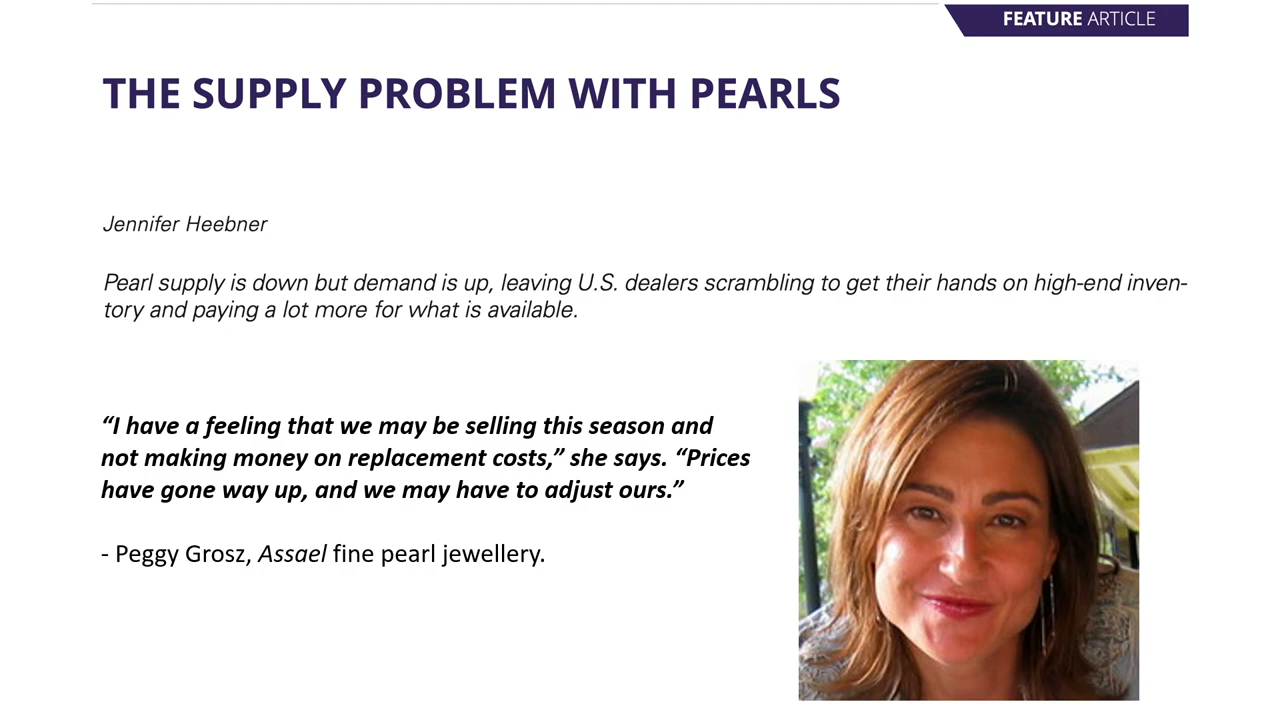 FEATURE ARTICLE
THE SUPPLY PROBLEM WITH PEARLS
Jennifer Heebner
Pearl supply is down but demand is up, leaving U.S. dealers scrambling to get their hands on high-end inven-
tory and paying a lot more for what is available.
“I have a feeling that we may be selling this season and
not making money on replacement costs,” she says. “Prices
have gone way up, and we may have to adjust ours.”
- Peggy Grosz, Assael fine pearl jewellery.